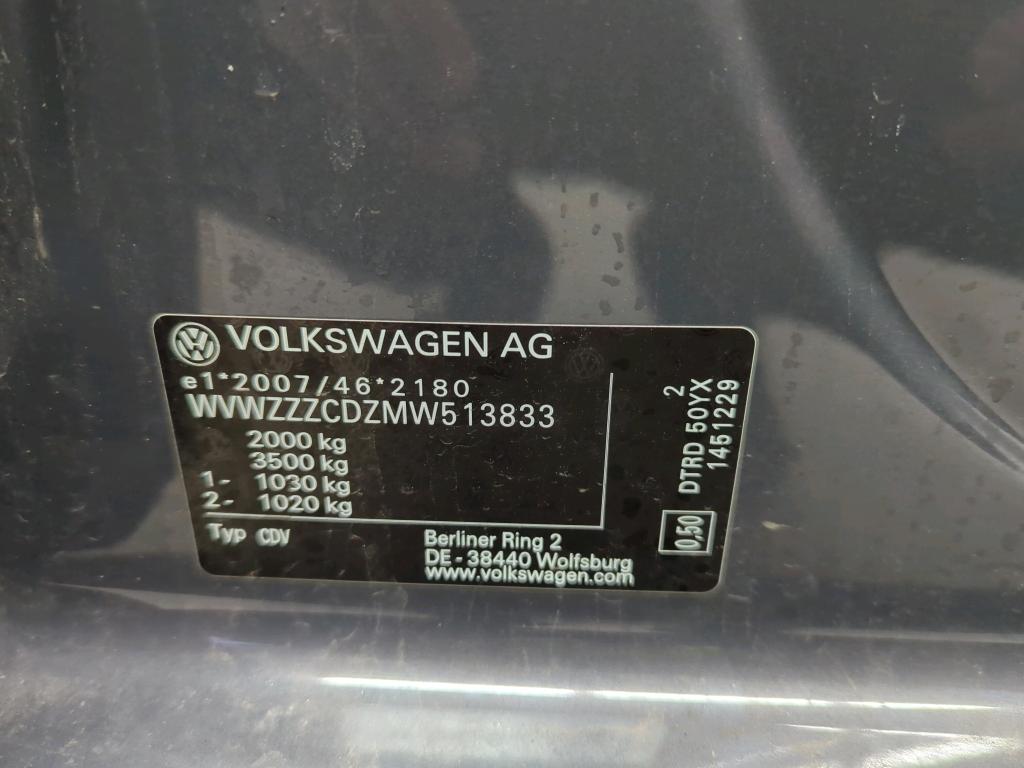 VOLKSWAGEN AG
e1*2007/46*2180
WVWZZZCDZMW513833
2000 kg
3500 kg
1- 1030 kg
2- 1020 kg
Typ CDV
Berliner Ring 2
DE-38440 Wolfsburg
www.volkswagen.com
2
DTRD 50YX
1451229
0,50